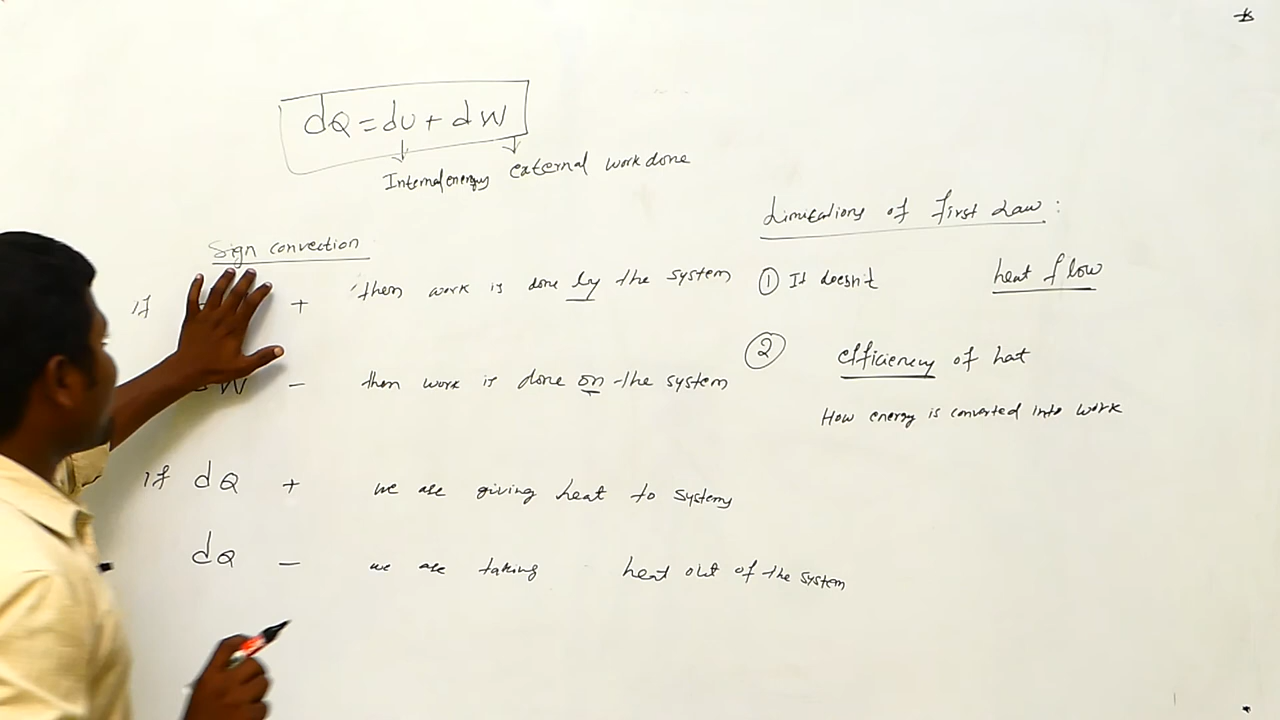 dQ = dU + dW
Internal energy
external work done
Sign convection
if + then work is done by the system
W - then work is done on the system
if dQ + we are giving heat to system
dQ - we are taking heat out of the system
Limitations of first Law :
① It doesn't heat flow
② efficiency of hat
How energy is converted into work